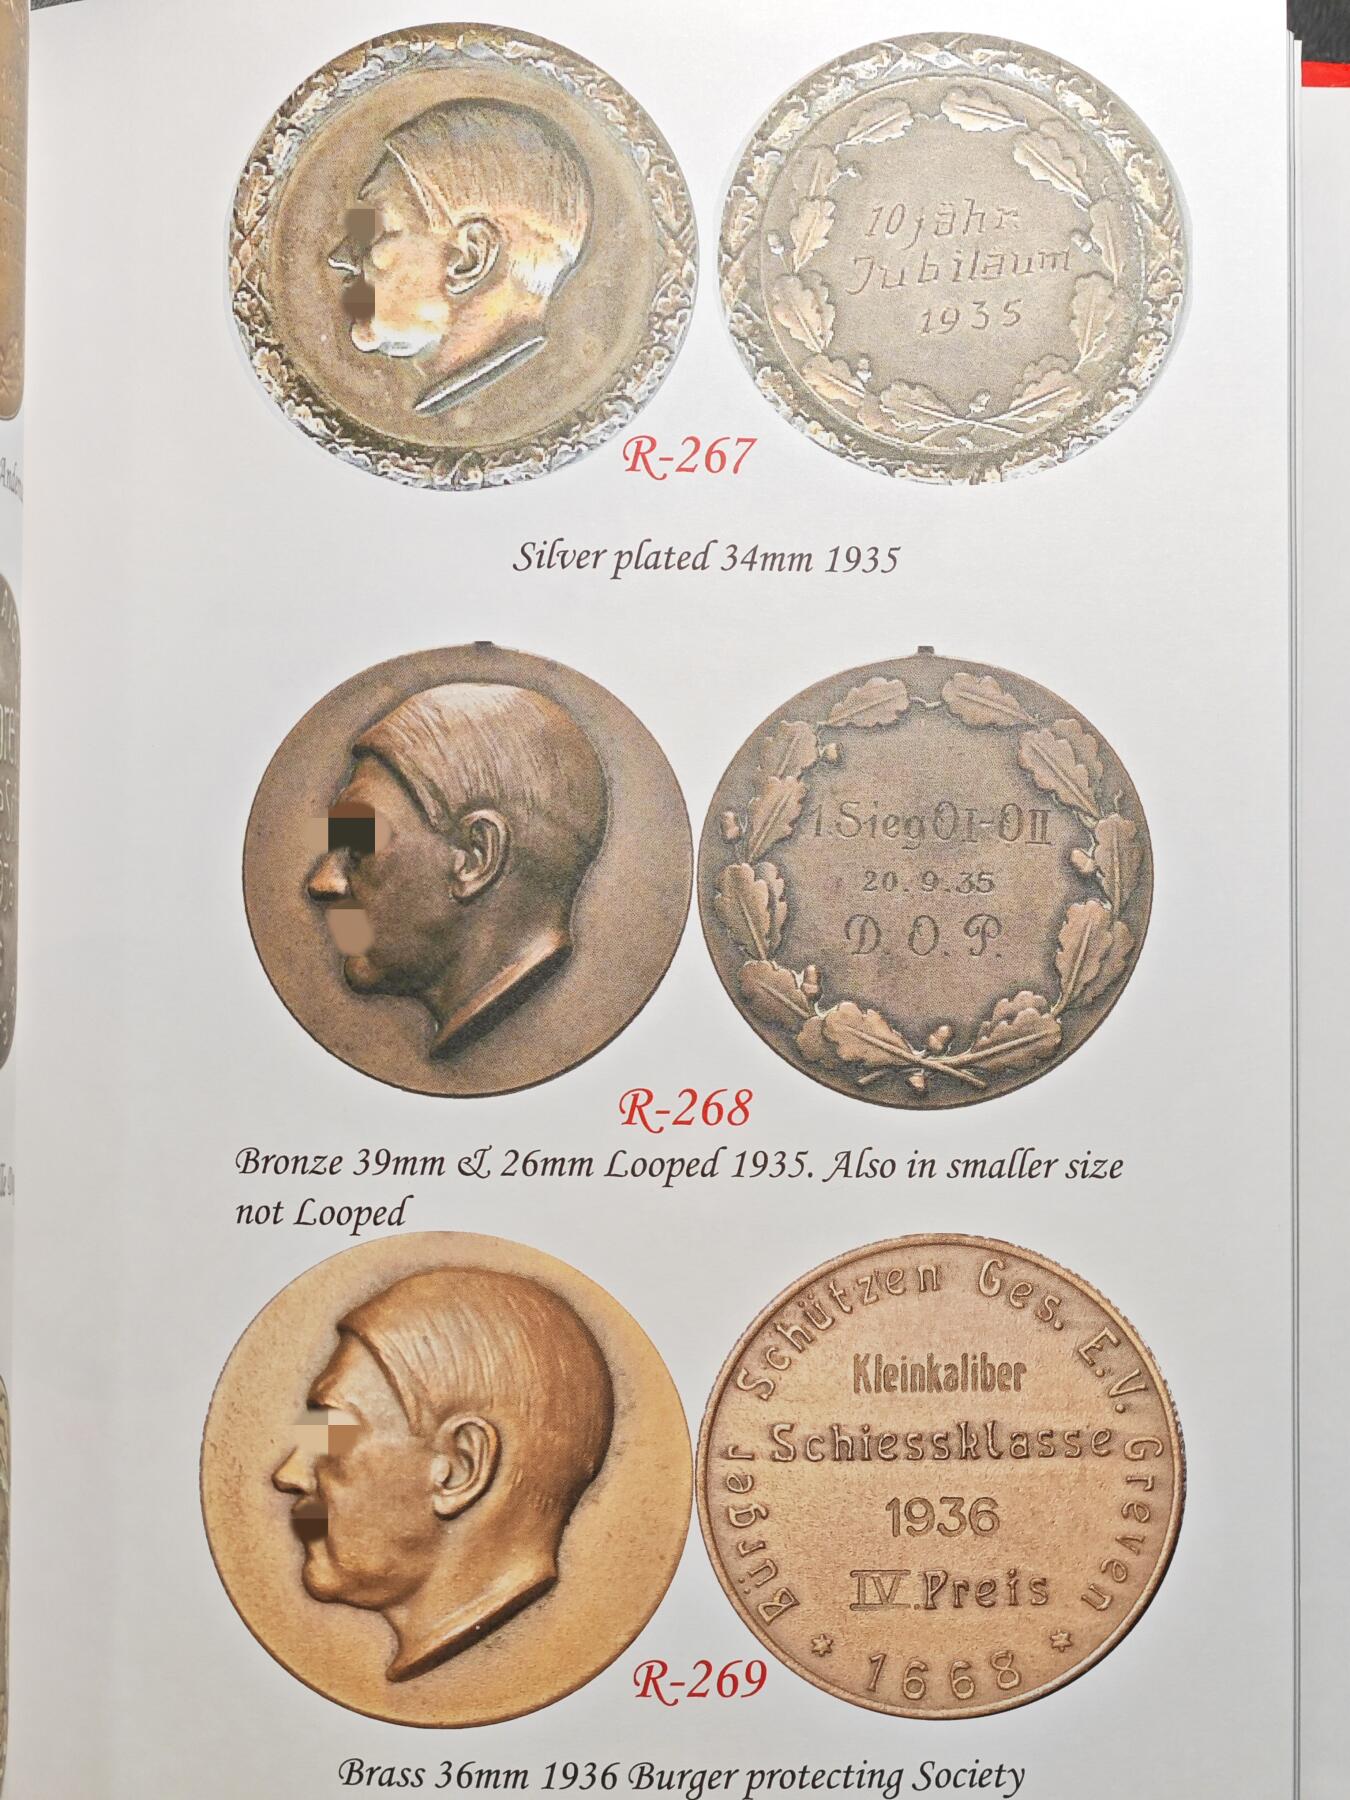 10 jähr
Jubiläum
1935
R-267
Silver plated 34mm 1935
1. Sieg OI-OII
20.9.35
D. O. P.
R-268
Bronze 39mm & 26mm Looped 1935. Also in smaller size
not Looped
Bürger Schützen Ges. E.V. Greven
Kleinkaliber
Schiessklasse
1936
IV. Preis
* 1668 *
R-269
Brass 36mm 1936 Burger protecting Society